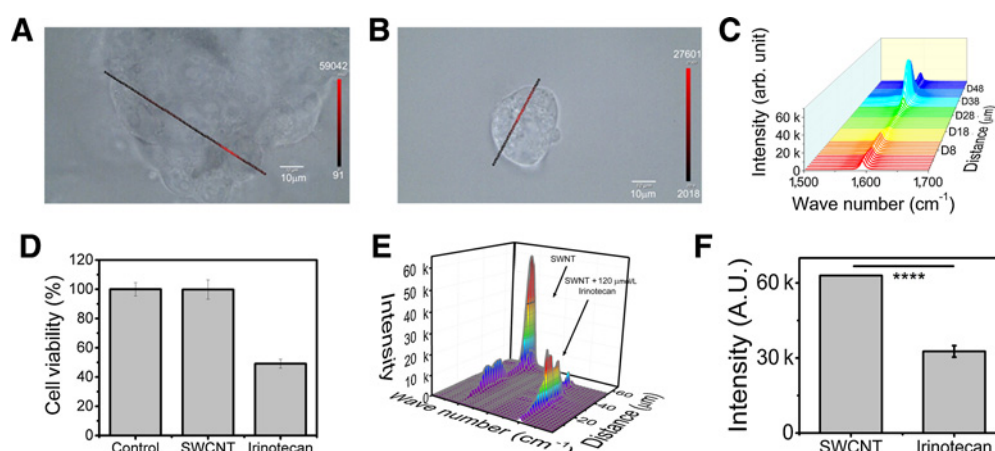 A
59042
91
10μm
B
27601
2018
10μm
C
Intensity (arb. unit)
60 k
40 k
20 k
0
1,500
1,600
1,700
Wave number (cm⁻¹)
D48
D38
D28
D18
D8
Distance (μm)
D
Cell viability (%)
120
100
80
60
40
20
0
Control
SWCNT
Irinotecan
E
Intensity
60 k
50 k
40 k
30 k
20 k
10 k
0
SWNT
SWNT + 120 μmol/L
Irinotecan
Wave number (cm⁻¹)
60
40
20
Distance (μm)
F
Intensity (A.U.)
60 k
30 k
0
****
SWCNT
Irinotecan